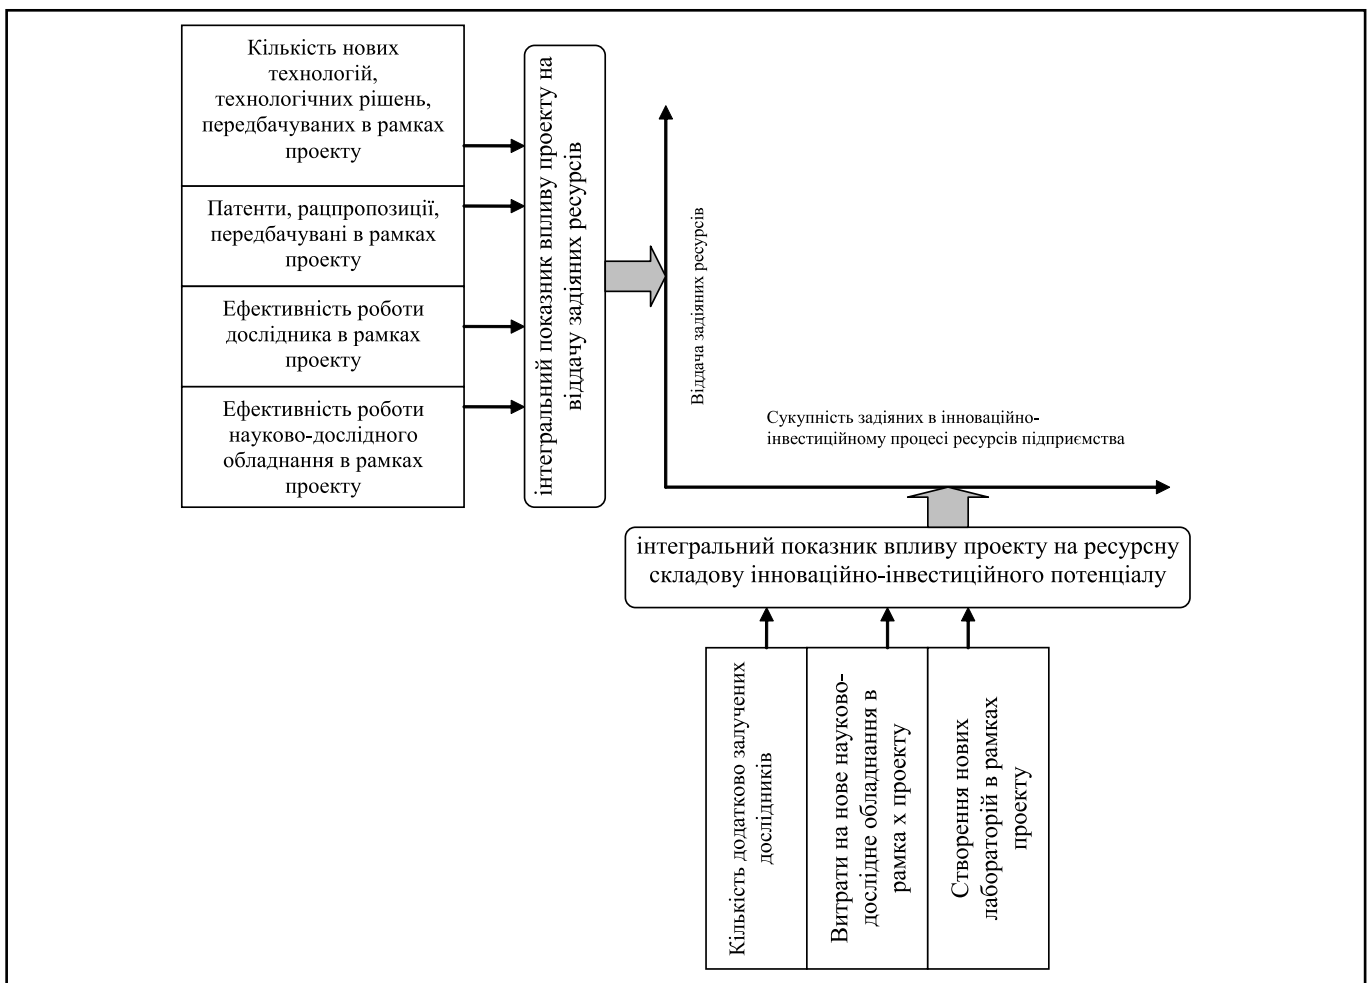 Кількість нових
технологій,
технологічних рішень,
передбачуваних в рамках
проекту
Патенти, рацпропозиції,
передбачувані в рамках
проекту
Ефективність роботи
дослідника в рамках
проекту
Ефективність роботи
науково-дослідного
обладнання в рамках
проекту
інтегральний показник впливу проекту на
віддачу задіяних ресурсів
Віддача задіяних ресурсів
Сукупність задіяних в інноваційно-
інвестиційному процесі ресурсів підприємства
інтегральний показник впливу проекту на ресурсну
складову інноваційно-інвестиційного потенціалу
Кількість додатково залучених
дослідників
Витрати на нове науково-
дослідне обладнання в
рамка х проекту
Створення нових
лабораторій в рамках
проекту